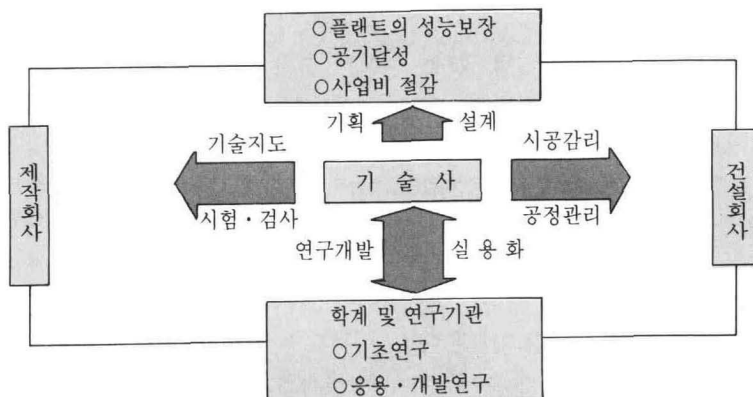 ○플랜트의 성능보장
○공기달성
○사업비 절감
기획 설계
기술지도 시공감리
제작회사
기 술 사
건설회사
시험·검사 공정관리
연구개발 실 용 화
학계 및 연구기관
○기초연구
○응용·개발연구